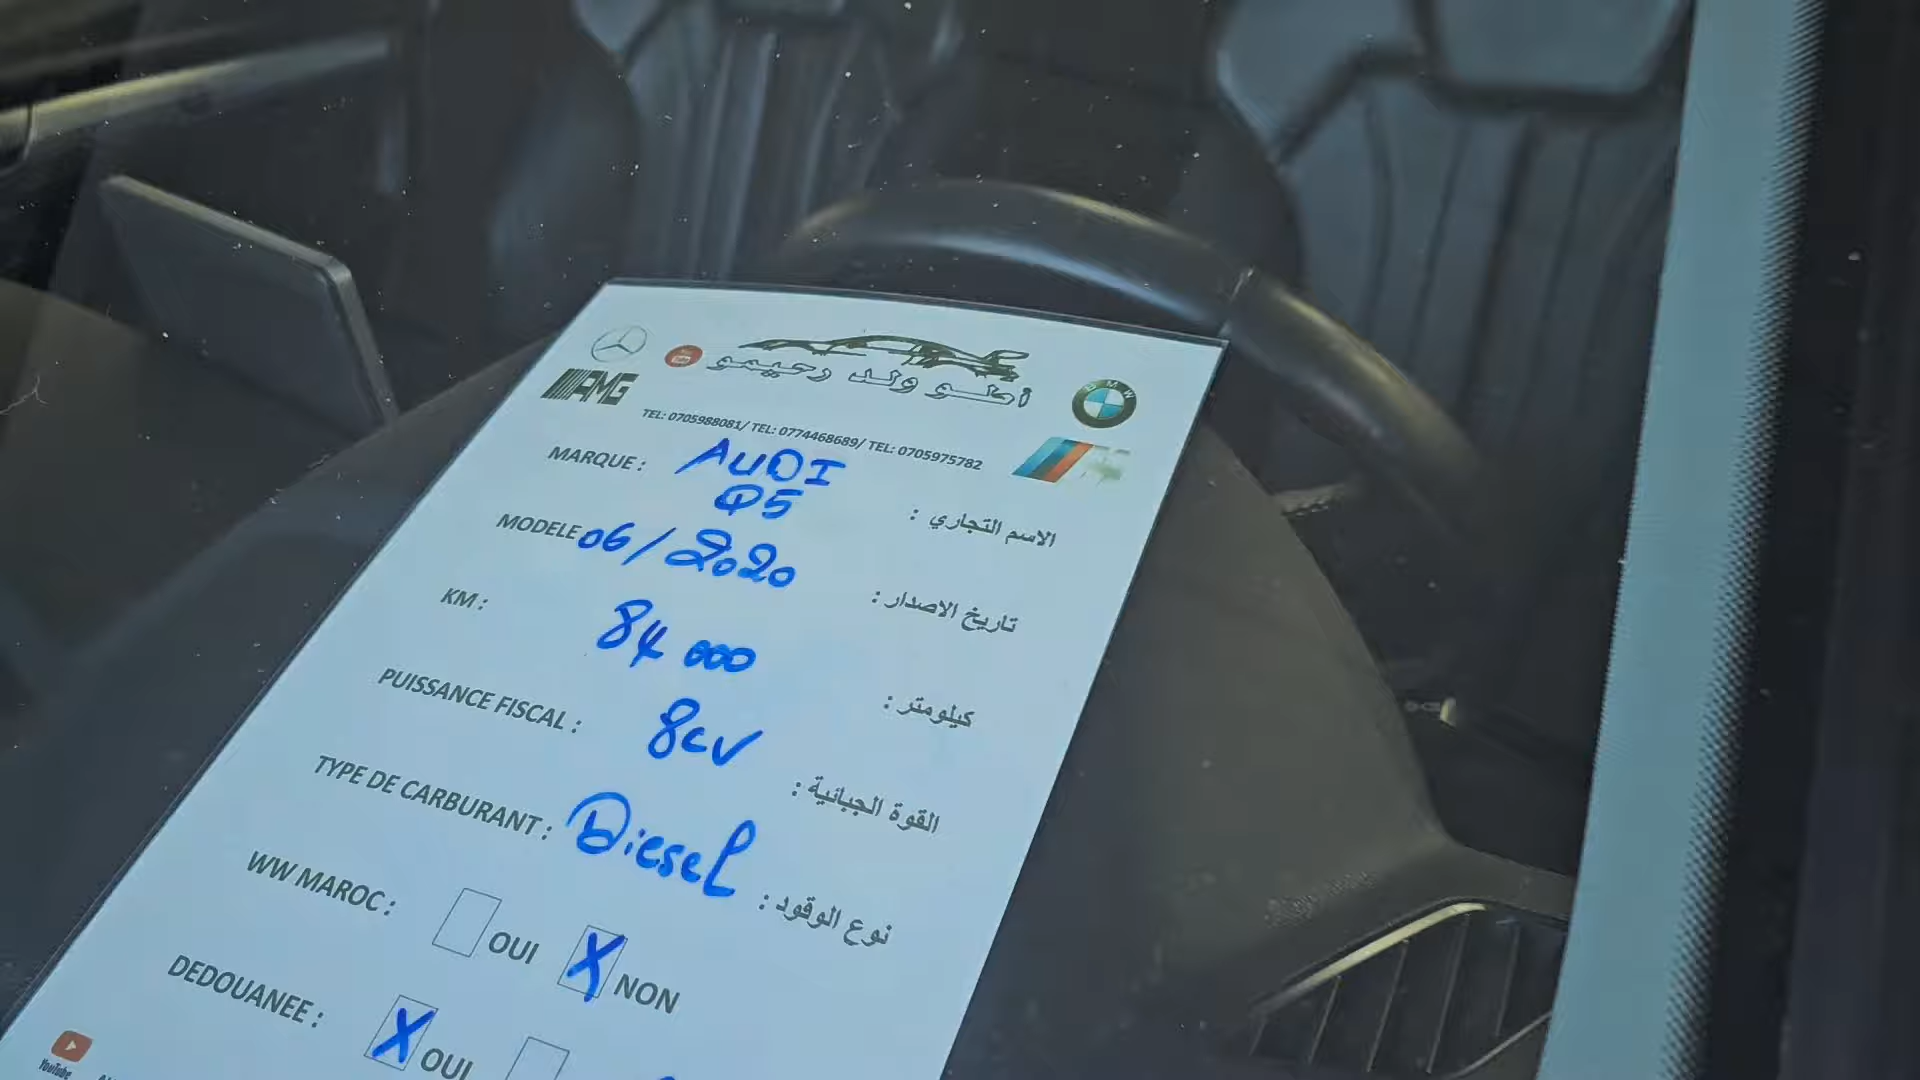 اطلو ولد رحيمو
AMG
BMW
TEL: 0705988081/ TEL: 0774468689/ TEL: 0705975782
MARQUE : AUDI Q5 الاسم التجاري :
MODELE 06/2020 تاريخ الاصدار :
KM : 84 000 كيلومتر :
PUISSANCE FISCAL : 8cv القوة الجبائية :
TYPE DE CARBURANT : Diesel نوع الوقود :
WW MAROC : OUI X NON
DEDOUANEE : X OUI
YouTube